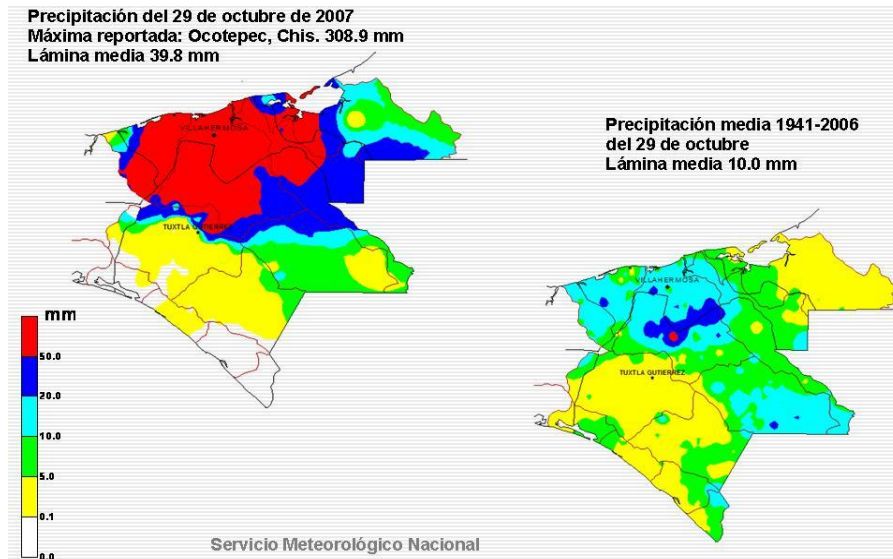 Precipitación del 29 de octubre de 2007
Máxima reportada: Ocotepec, Chis. 308.9 mm
Lámina media 39.8 mm
VILLAHERMOSA
TUXTLA GUTIERREZ
Precipitación media 1941-2006
del 29 de octubre
Lámina media 10.0 mm
VILLAHERMOSA
TUXTLA GUTIERREZ
mm
50.0
20.0
10.0
5.0
0.1
0.0
Servicio Meteorológico Nacional